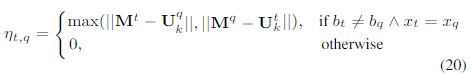 η_{t,q} = { max(||M^t − U_k^q||, ||M^q − U_k^t||), if b_t ≠ b_q ∧ x_t = x_q
0, otherwise
(20)